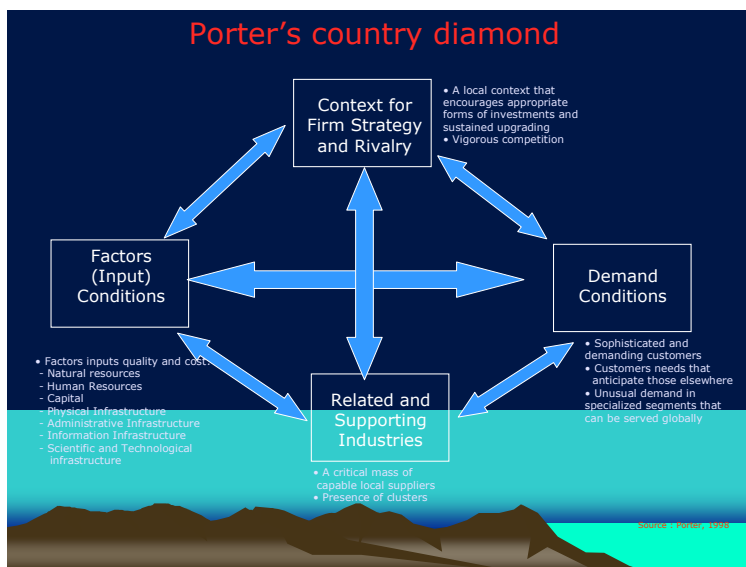 Porter's country diamond
Context for
Firm Strategy
and Rivalry
• A local context that
encourages appropriate
forms of investments and
sustained upgrading
• Vigorous competition
Factors
(Input)
Conditions
Demand
Conditions
• Factors inputs quality and cost:
- Natural resources
- Human Resources
- Capital
- Physical Infrastructure
- Administrative Infrastructure
- Information Infrastructure
- Scientific and Technological
infrastructure
Related and
Supporting
Industries
• A critical mass of
capable local suppliers
• Presence of clusters
• Sophisticated and
demanding customers
• Customers needs that
anticipate those elsewhere
• Unusual demand in
specialized segments that
can be served globally
Source : Porter, 1998